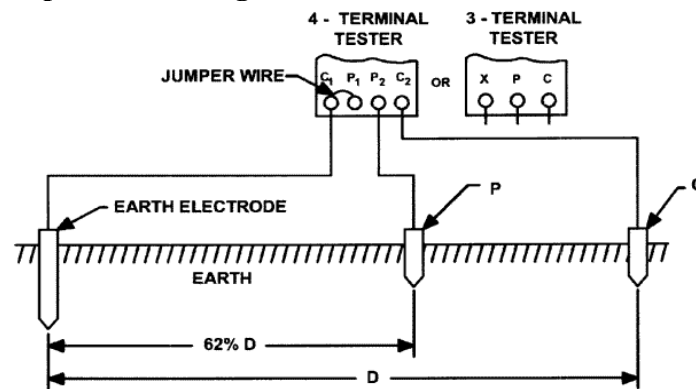 4 - TERMINAL TESTER
3 - TERMINAL TESTER
JUMPER WIRE
C1 P1 P2 C2
OR
X P C
EARTH ELECTRODE
P
EARTH
62% D
D